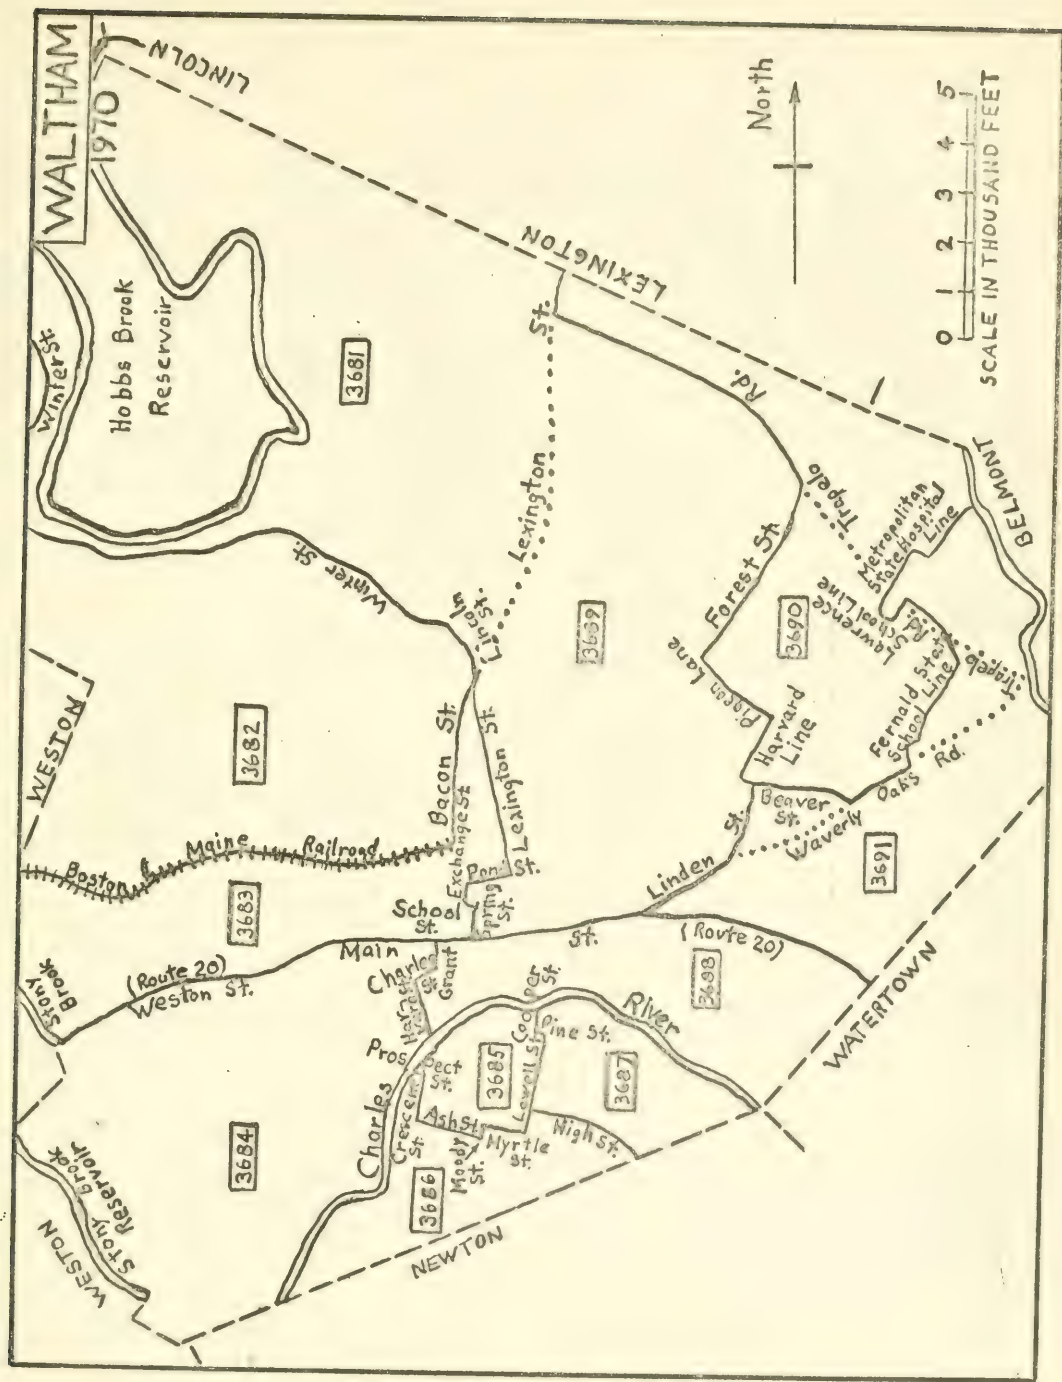 WALTHAM
1970
LINCOLN
North
5
4
3
2
1
0
SCALE IN THOUSAND FEET
LEXINGTON
LEXINGTON
Winter St.
Hobbs Brook
Reservoir
3681
Winter St.
Lincoln
St.
Lexington
St.
Rd.
Trapelo
Metropolitan
State Hospital
Line
Lawrence
School Line
BELMONT
Forest St.
3689
3690
Pigeon Lane
Harvard
Line
Rd.
Fernald State
School Line
Trapelo
WESTON
3682
Bacon St.
Lexington St.
Exchange St.
Beaver
St.
Oaks
Rd.
Waverly
Boston & Maine Railroad
Pond
St.
Linden
St.
3691
3683
School
St.
Spring
St.
Main
St.
(Route 20)
Stony
Brook
(Route 20)
Weston St.
Charles
St.
Grant
Harvard St.
3688
WATERTOWN
Cooper
St.
Prospect
St.
River
Pine St.
3685
3687
Charles
Crescent
St.
Ash St.
Lowell St.
High St.
Moody
St.
Myrtle
St.
3684
3686
Stony Brook
Reservoir
WESTON
NEWTON